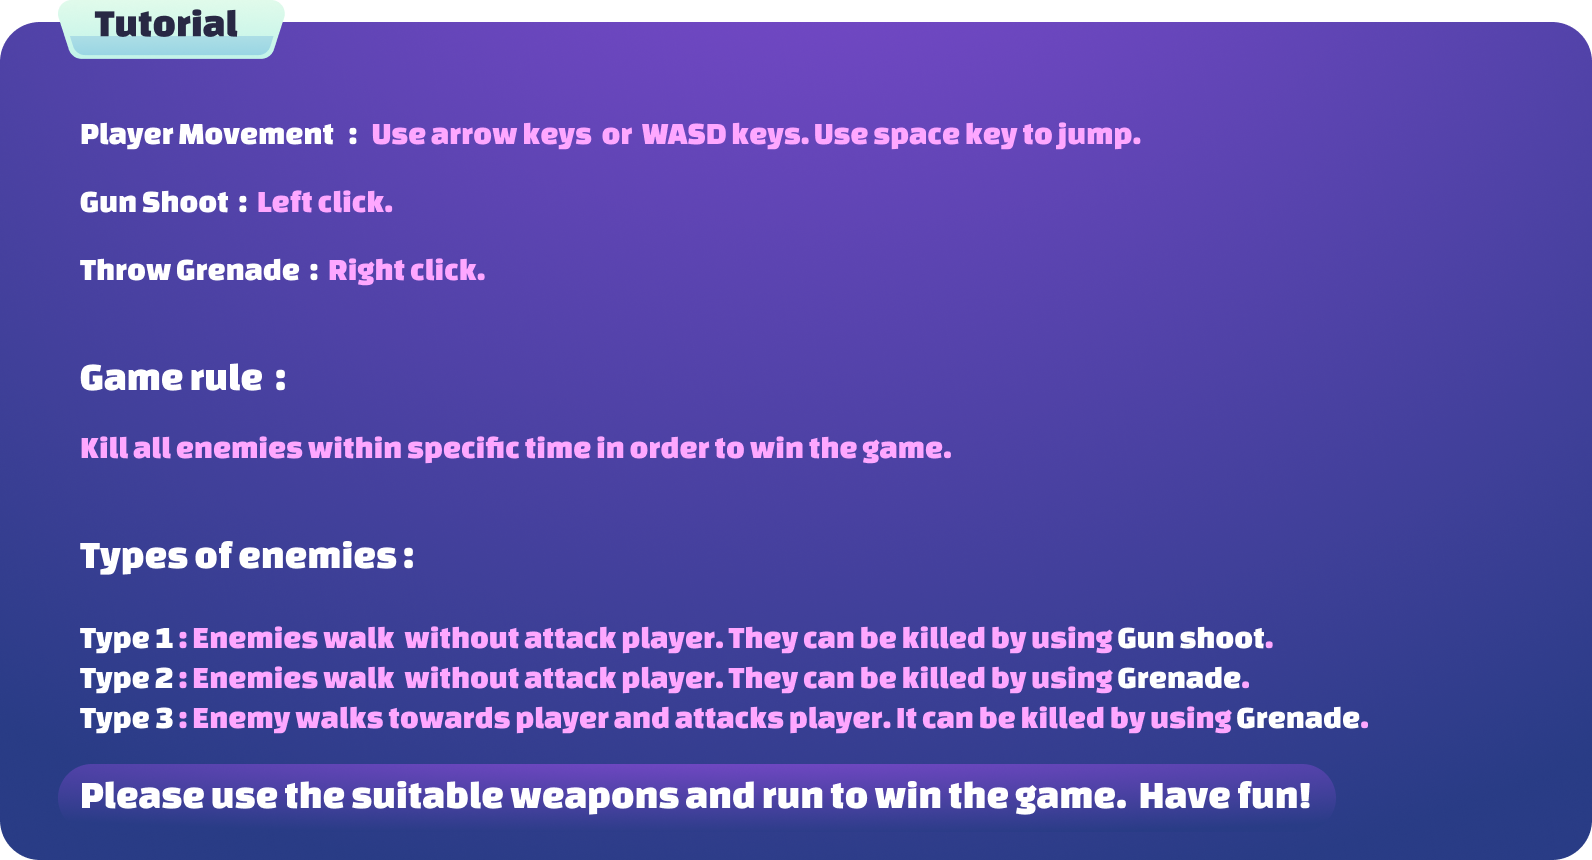 Tutorial
Player Movement : Use arrow keys or WASD keys. Use space key to jump.
Gun Shoot : Left click.
Throw Grenade : Right click.
Game rule :
Kill all enemies within specific time in order to win the game.
Types of enemies :
Type 1 : Enemies walk without attack player. They can be killed by using Gun shoot.
Type 2 : Enemies walk without attack player. They can be killed by using Grenade.
Type 3 : Enemy walks towards player and attacks player. It can be killed by using Grenade.
Please use the suitable weapons and run to win the game. Have fun!